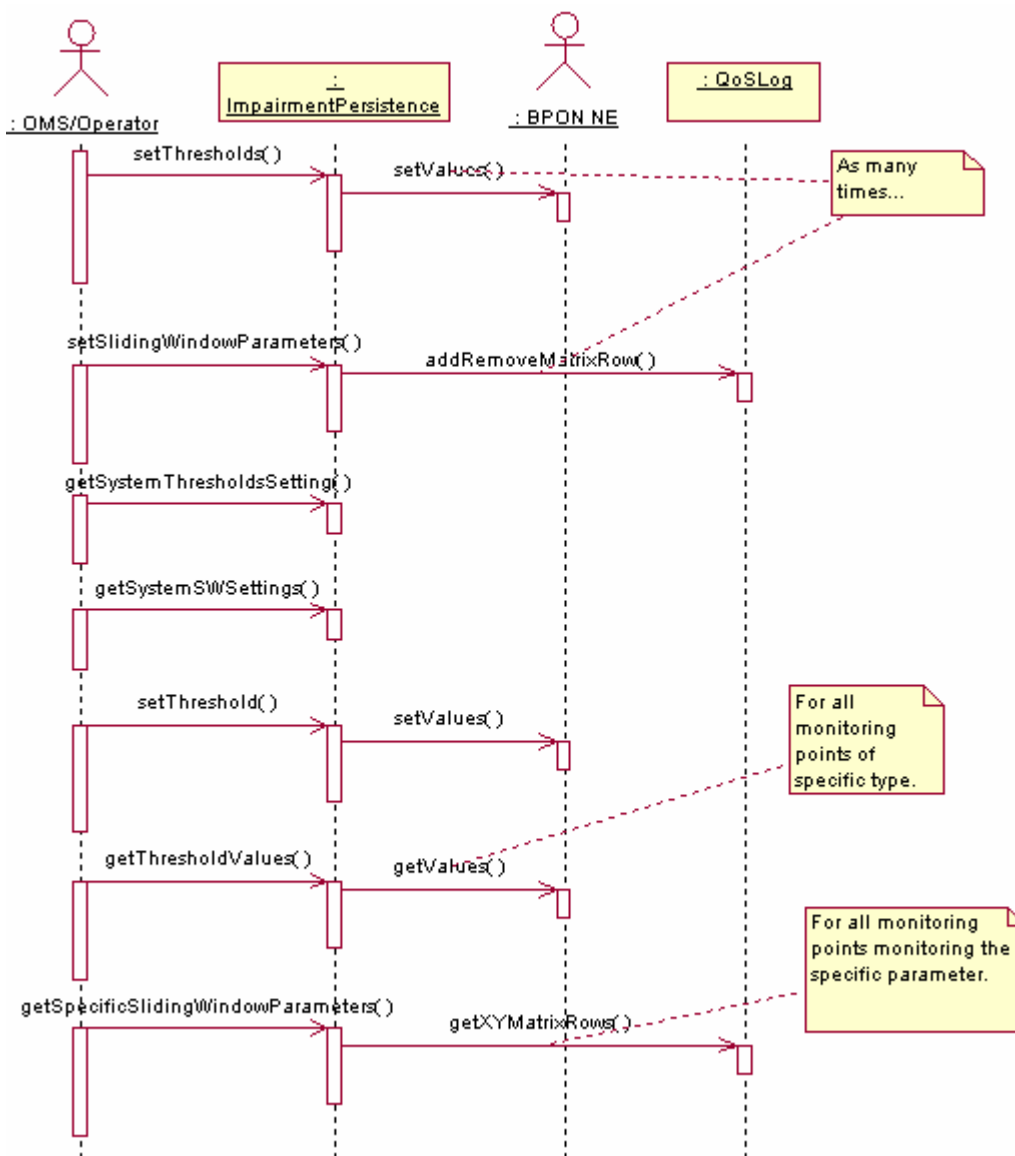 : OMS/Operator
:
ImpairmentPersistence
: BPON NE
: QoSLog
setThresholds( )
setValues( )
As many
times...
setSlidingWindowParameters( )
addRemoveMatrixRow( )
getSystemThresholdsSetting( )
getSystemSWSettings( )
setThreshold( )
setValues( )
For all
monitoring
points of
specific type.
getThresholdValues( )
getValues( )
For all monitoring
points monitoring the
specific parameter.
getSpecificSlidingWindowParameters( )
getXYMatrixRows( )